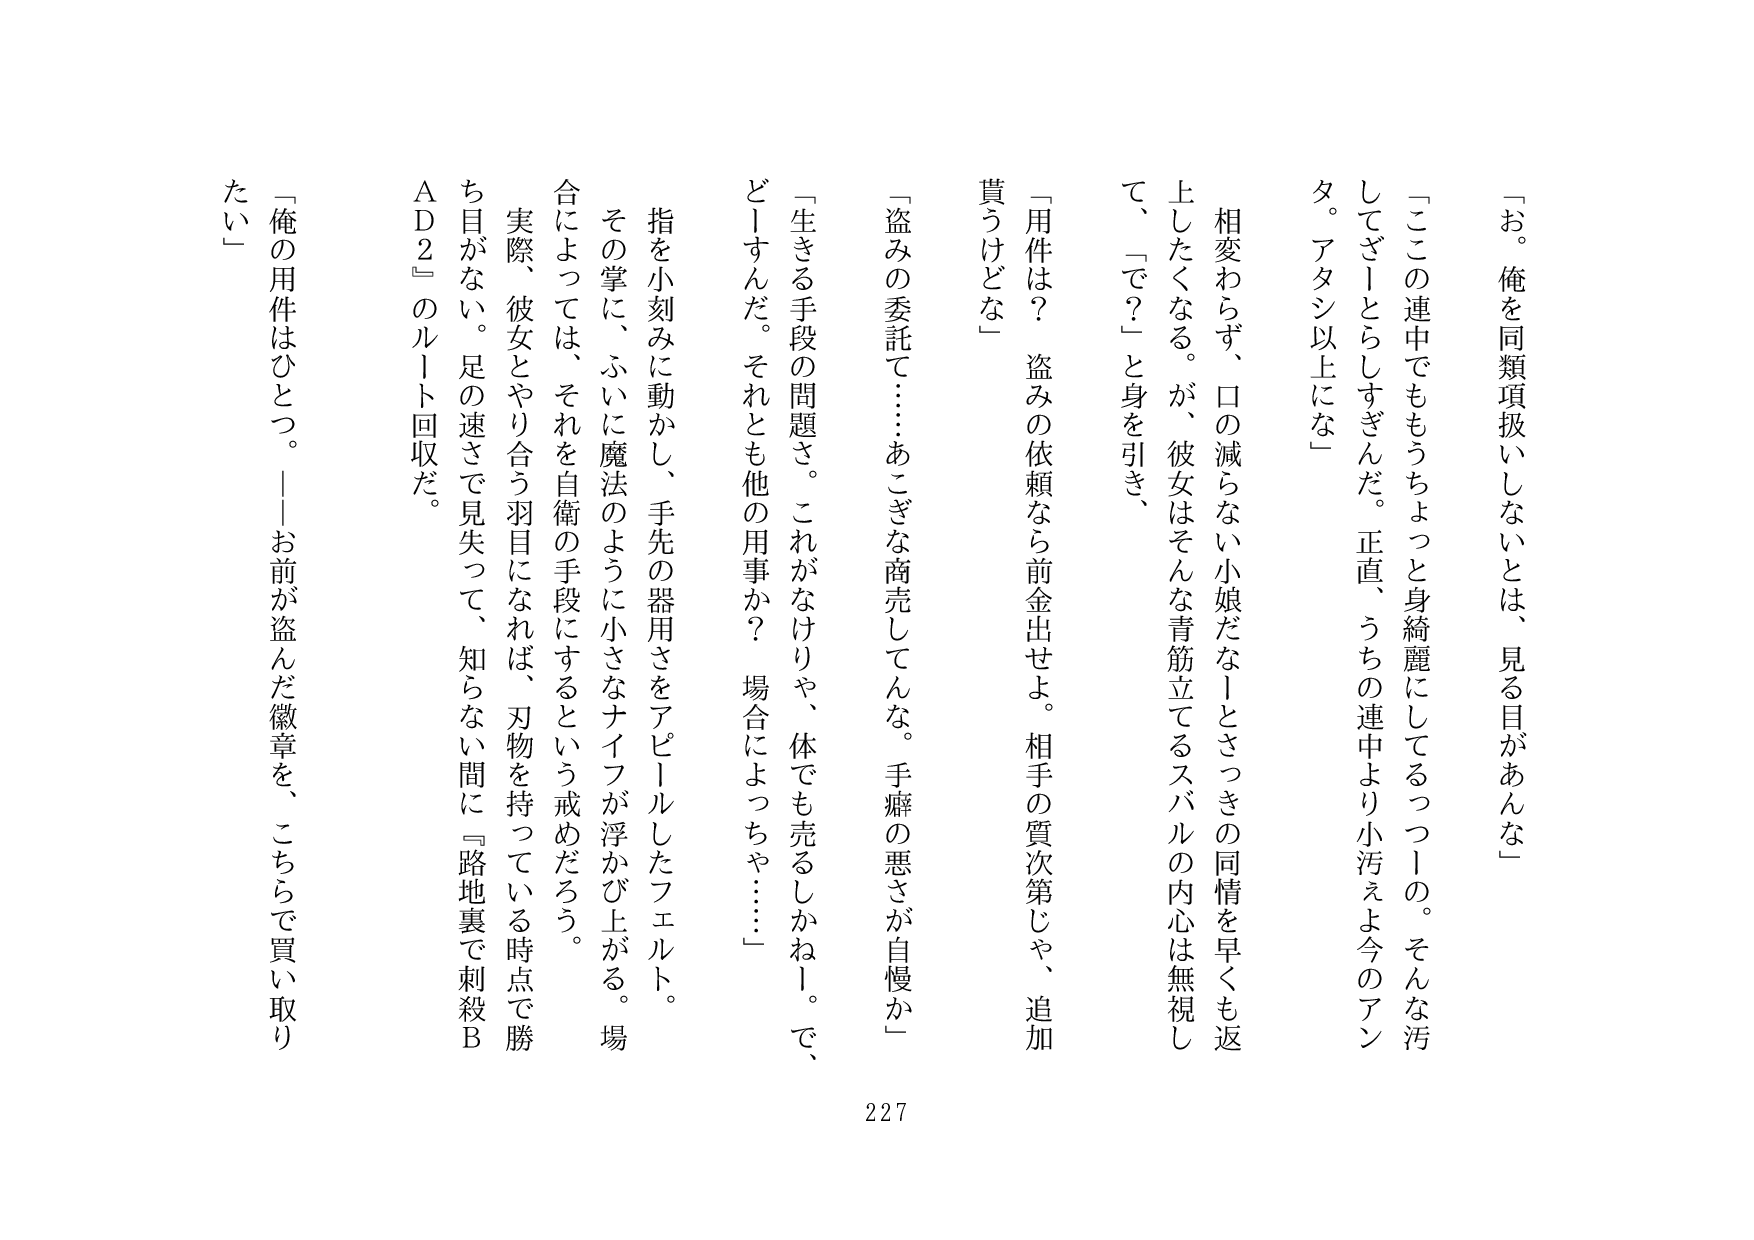 「お。俺を同類項扱いしないとは、見る目があんな」
「ここの連中でももうちょっと身綺麗にしてるっつーの。そんな汚
してざーとらしすぎんだ。正直、うちの連中より小汚ぇよ今のアン
タ。アタシ以上にな」
　相変わらず、口の減らない小娘だなーとさっきの同情を早くも返
上したくなる。が、彼女はそんな青筋立てるスバルの内心は無視し
て、「で？」と身を引き、
「用件は？　盗みの依頼なら前金出せよ。相手の質次第じゃ、追加
貰うけどな」
「盗みの委託て……あこぎな商売してんな。手癖の悪さが自慢か」
「生きる手段の問題さ。これがなけりゃ、体でも売るしかねー。で、
どーすんだ。それとも他の用事か？　場合によっちゃ……」
　指を小刻みに動かし、手先の器用さをアピールしたフェルト。
　その掌に、ふいに魔法のように小さなナイフが浮かび上がる。場
合によっては、それを自衛の手段にするという戒めだろう。
　実際、彼女とやり合う羽目になれば、刃物を持っている時点で勝
ち目がない。足の速さで見失って、知らない間に『路地裏で刺殺Ｂ
ＡＤ２』のルート回収だ。
「俺の用件はひとつ。――お前が盗んだ徽章を、こちらで買い取り
たい」
227